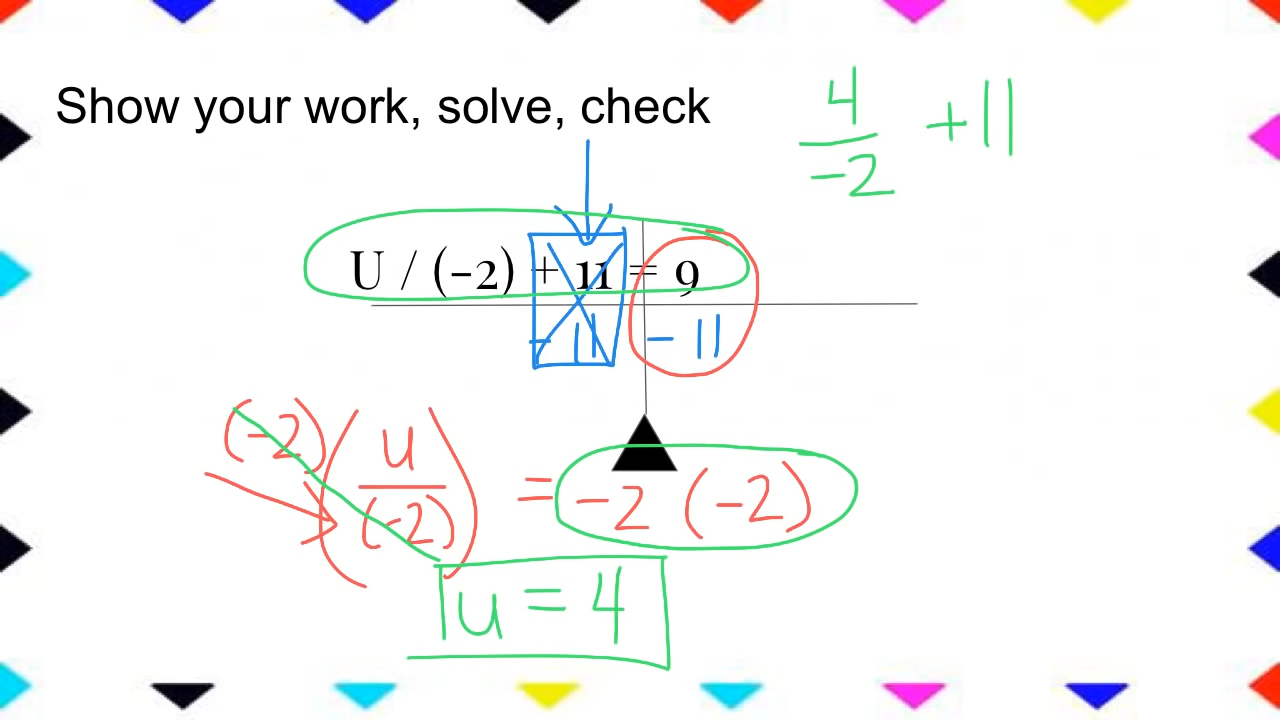 Show your work, solve, check
4
-2
+11
U / (-2) + 11 = 9
- 11 - 11
(-2) ( u
(-2) ) = -2 (-2)
u = 4